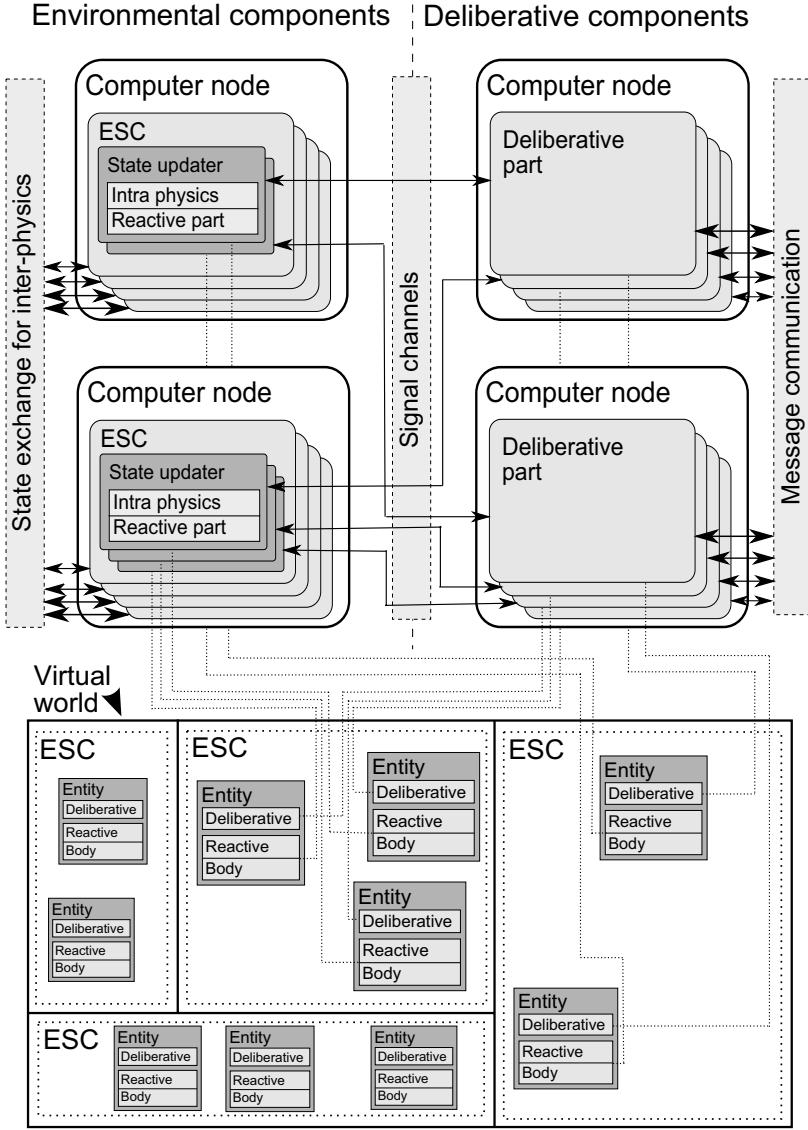 Environmental components
Deliberative components
State exchange for inter-physics
Computer node
ESC
State updater
Intra physics
Reactive part
Signal channels
Computer node
Deliberative
part
Message communication
Computer node
ESC
State updater
Intra physics
Reactive part
Computer node
Deliberative
part
Virtual
world
ESC
Entity
Deliberative
Reactive
Body
Entity
Deliberative
Reactive
Body
ESC
Entity
Deliberative
Reactive
Body
Entity
Deliberative
Reactive
Body
Entity
Deliberative
Reactive
Body
ESC
Entity
Deliberative
Reactive
Body
Entity
Deliberative
Reactive
Body
ESC
Entity
Deliberative
Reactive
Body
Entity
Deliberative
Reactive
Body
Entity
Deliberative
Reactive
Body